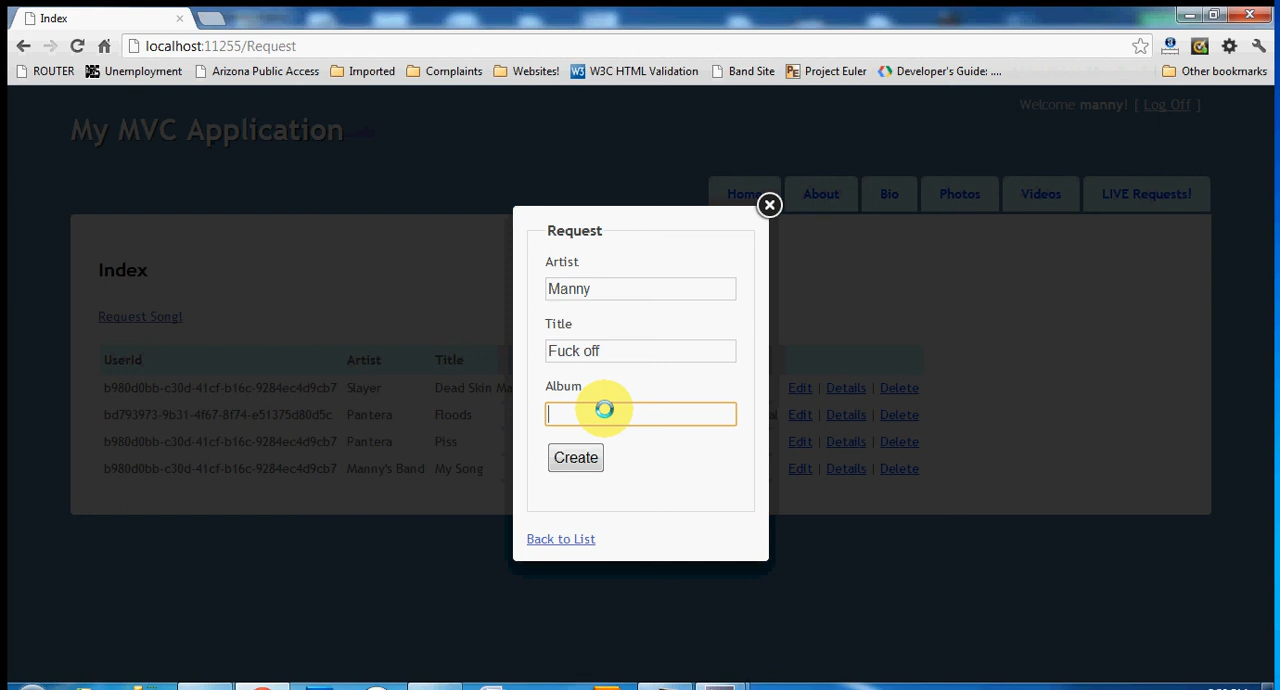 Index
localhost:11255/Request
ROUTER Unemployment Arizona Public Access Imported Complaints Websites! W3C HTML Validation Band Site Project Euler Developer's Guide: .... Other bookmarks
Welcome manny! [ Log Off ]
My MVC Application
Home About Bio Photos Videos LIVE Requests!
Index
Request Song!
UserId Artist Title
b980d0bb-c30d-41cf-b16c-9284ec4d9cb7 Slayer Dead Skin Edit | Details | Delete
bd793973-9b31-4f67-8f74-e51375d80d5c Pantera Floods Edit | Details | Delete
b980d0bb-c30d-41cf-b16c-9284ec4d9cb7 Pantera Piss Edit | Details | Delete
b980d0bb-c30d-41cf-b16c-9284ec4d9cb7 Manny's Band My Song Edit | Details | Delete
Request
Artist
Manny
Title
Fuck off
Album
Create
Back to List